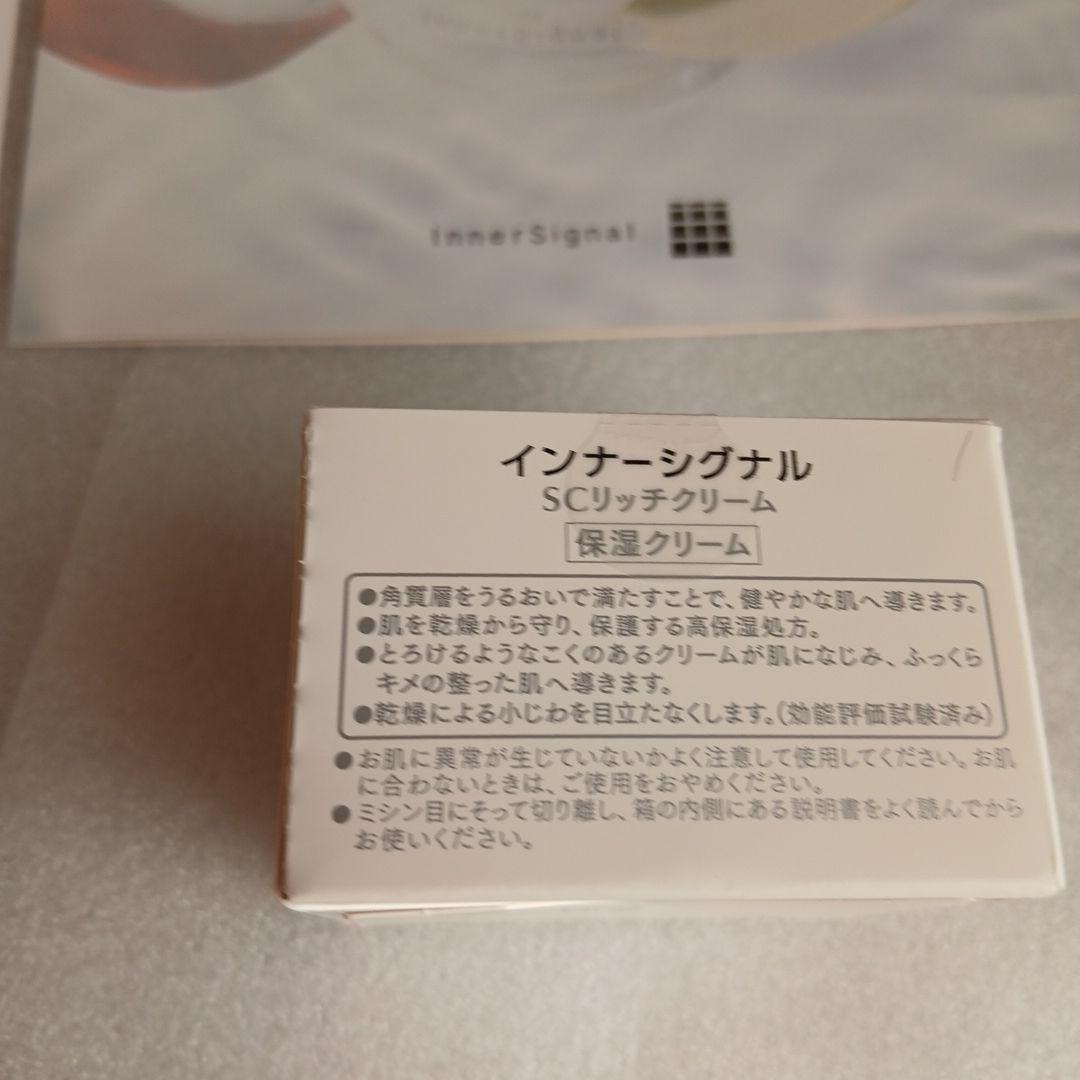 InnerSignal
インナーシグナル
SCリッチクリーム
保湿クリーム
●角質層をうるおいで満たすことで、健やかな肌へ導きます。
●肌を乾燥から守り、保護する高保湿処方。
●とろけるようなこくのあるクリームが肌になじみ、ふっくら
キメの整った肌へ導きます。
●乾燥による小じわを目立たなくします。(効能評価試験済み)
●お肌に異常が生じていないかよく注意して使用してください。お肌
に合わないときは、ご使用をおやめください。
●ミシン目にそって切り離し、箱の内側にある説明書をよく読んでから
お使いください。